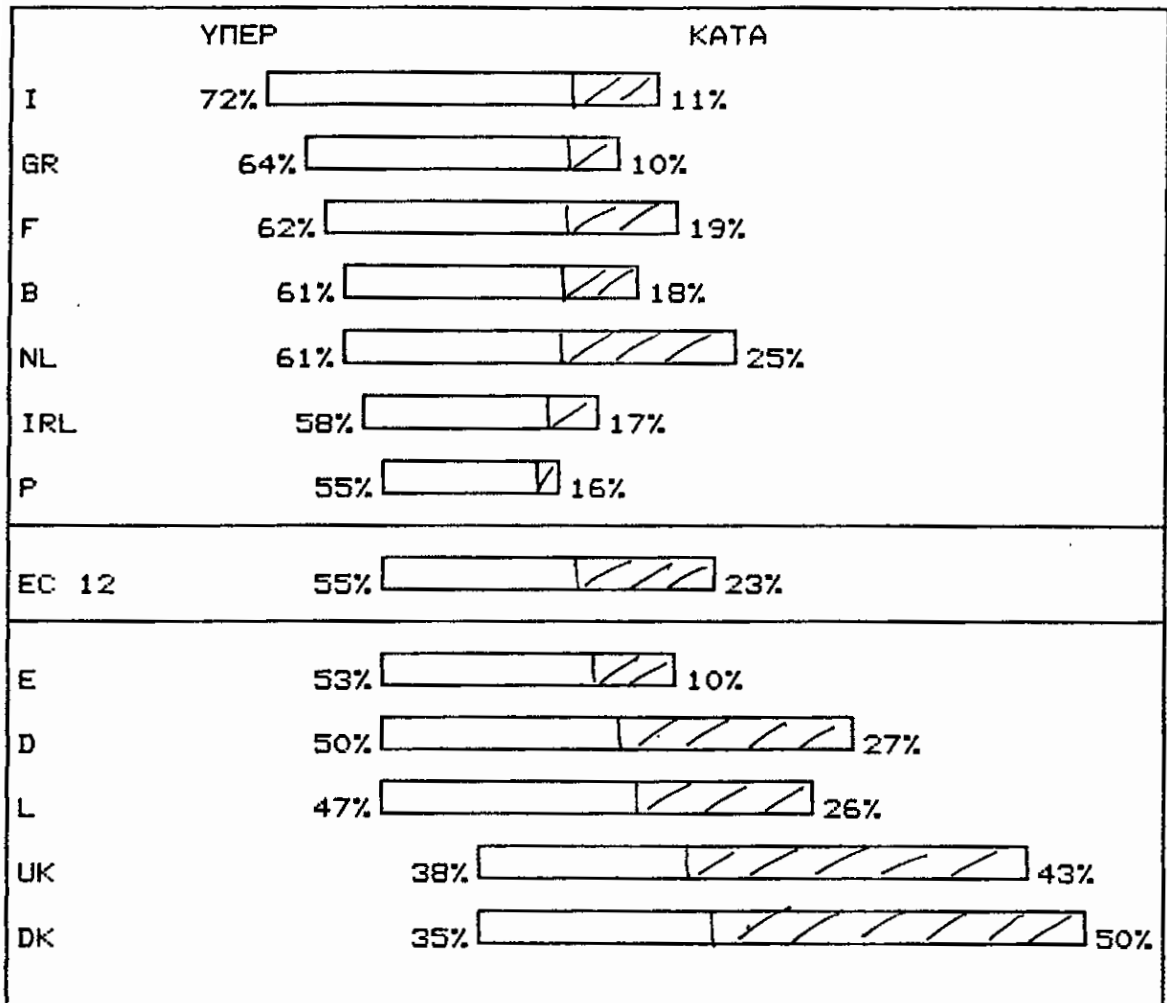 ΥΠΕΡ ΚΑΤΑ
I 72% 11%
GR 64% 10%
F 62% 19%
B 61% 18%
NL 61% 25%
IRL 58% 17%
P 55% 16%
EC 12 55% 23%
E 53% 10%
D 50% 27%
L 47% 26%
UK 38% 43%
DK 35% 50%